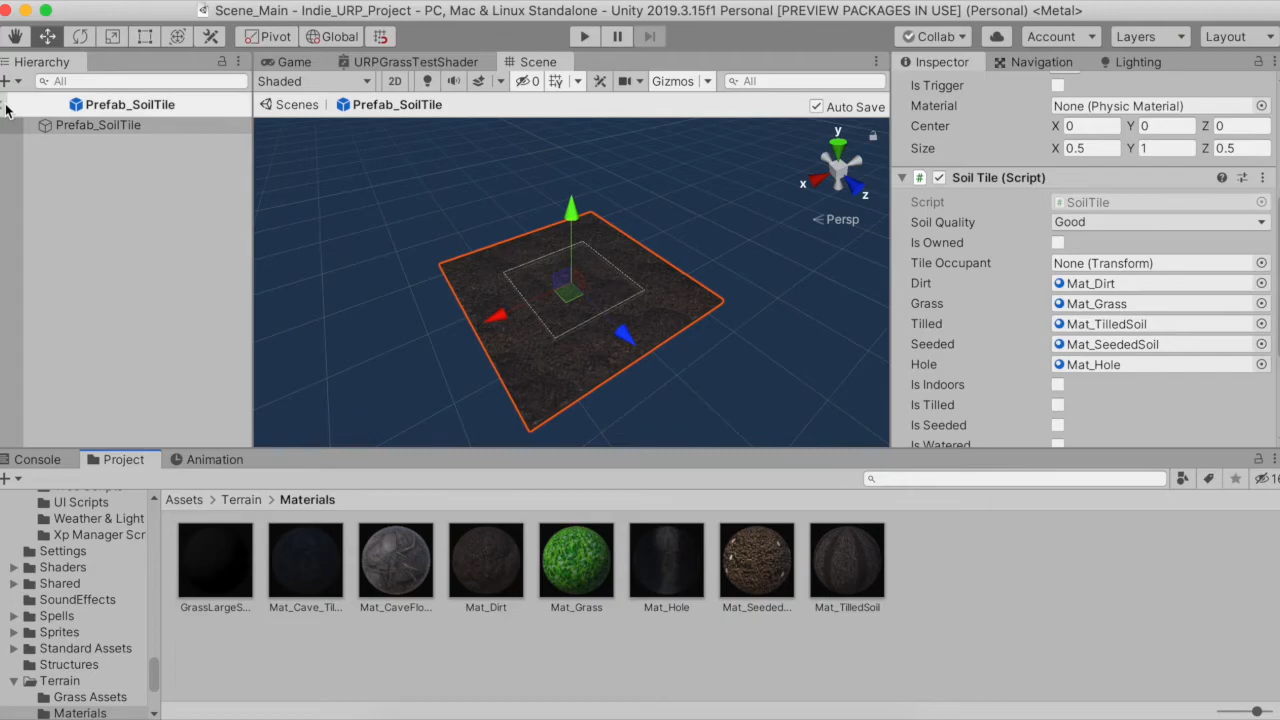 Scene_Main - Indie_URP_Project - PC, Mac & Linux Standalone - Unity 2019.3.15f1 Personal [PREVIEW PACKAGES IN USE] (Personal) <Metal>
Pivot Global Collab Account Layers Layout
Hierarchy Game URPGrassTestShader Scene Inspector Navigation Lighting
All Shaded 2D 0 Gizmos All
Prefab_SoilTile Scenes Prefab_SoilTile Auto Save
Prefab_SoilTile
y
x
z
Persp
Is Trigger
Material None (Physic Material)
Center X 0 Y 0 Z 0
Size X 0.5 Y 1 Z 0.5
# Soil Tile (Script)
Script # SoilTile
Soil Quality Good
Is Owned
Tile Occupant None (Transform)
Dirt Mat_Dirt
Grass Mat_Grass
Tilled Mat_TilledSoil
Seeded Mat_SeededSoil
Hole Mat_Hole
Is Indoors
Is Tilled
Is Seeded
Is Watered
Console Project Animation
16
UI Scripts
Weather & Light
Xp Manager Scr
Settings
Shaders
Shared
SoundEffects
Spells
Sprites
Standard Assets
Structures
Terrain
Grass Assets
Materials
Assets > Terrain > Materials
GrassLargeS... Mat_Cave_Til... Mat_CaveFlo... Mat_Dirt Mat_Grass Mat_Hole Mat_Seeded... Mat_TilledSoil